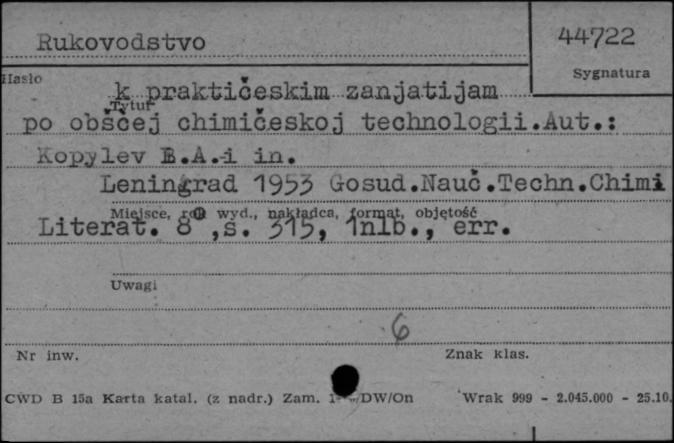 Rukovodstvo
44722
Hasło
Sygnatura
k praktičeskim zanjatijam
Tytuł
po obščej chimičeskoj technologii.Aut.:
Kopylev B.A.i in.
Leningrad 1953 Gosud.Nauč.Techn.Chimi
Miejsce, rok wyd., nakładca, format, objętość
Literat. 8°,s. 315, 1nlb., err.
Uwagi
6
Nr inw.
Znak klas.
CWD B 15a Karta katal. (z nadr.) Zam. DW/On Wrak 999 - 2.045.000 - 25.10.